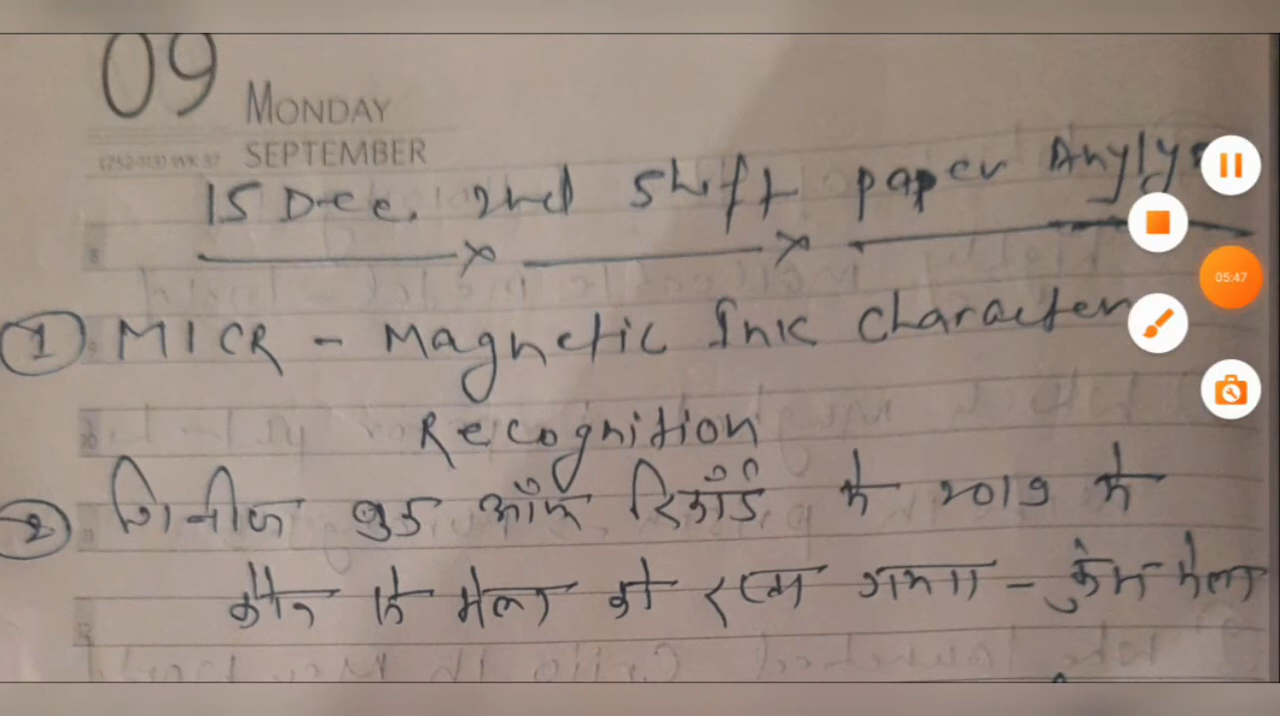 09
MONDAY
SEPTEMBER
15 Dec. 2nd shift paper
05:47
1 MICR - Magnetic Ink Character
Recognition
2 गिनीज बुक ऑफ रिकॉर्ड में 2019 में
कौन से मेला को रखा गया - कुंभ मेला